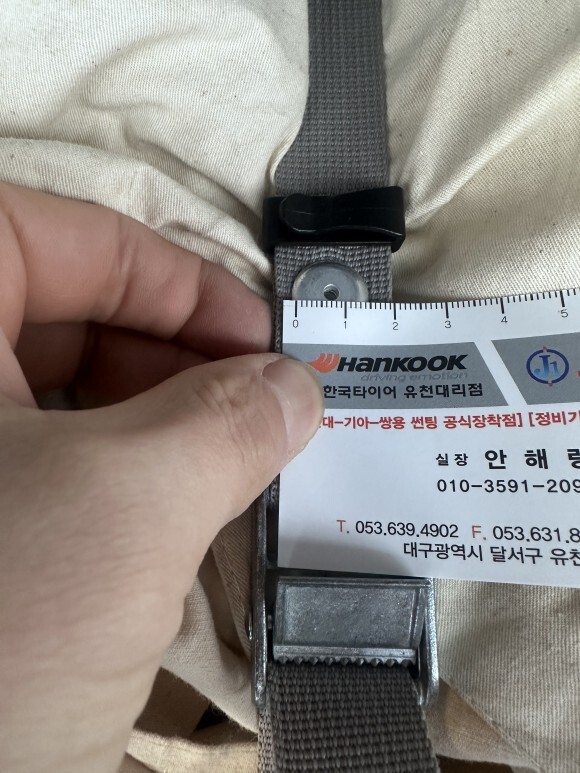 0 1 2 3 4 5
Hankook
driving emotion
한국타이어 유천대리점
J1
대-기아-쌍용 썬팅 공식장착점] [정비기
실장 안 해
010-3591-209
T. 053.639.4902 F. 053.631.8
대구광역시 달서구 유천